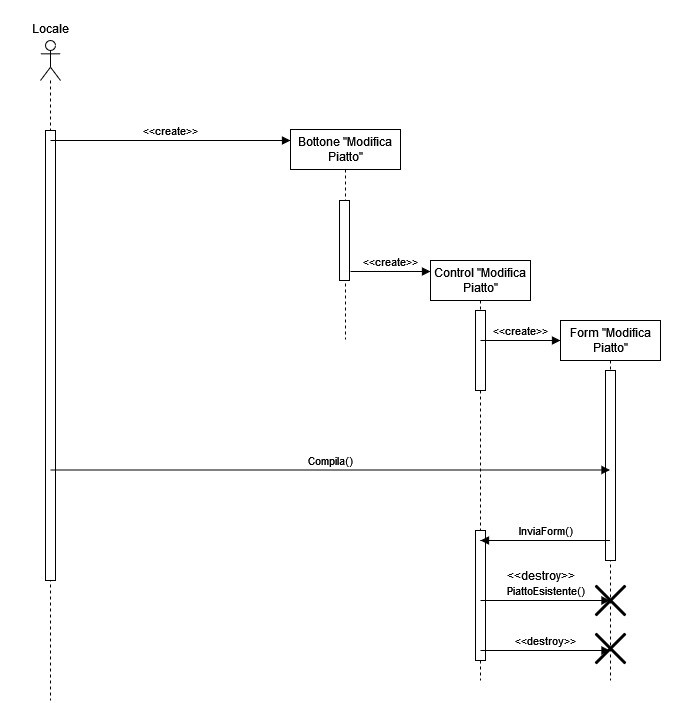 Locale
<<create>>
Bottone "Modifica
Piatto"
<<create>>
Control "Modifica
Piatto"
<<create>>
Form "Modifica
Piatto"
Compila()
InviaForm()
<<destroy>>
PiattoEsistente()
<<destroy>>